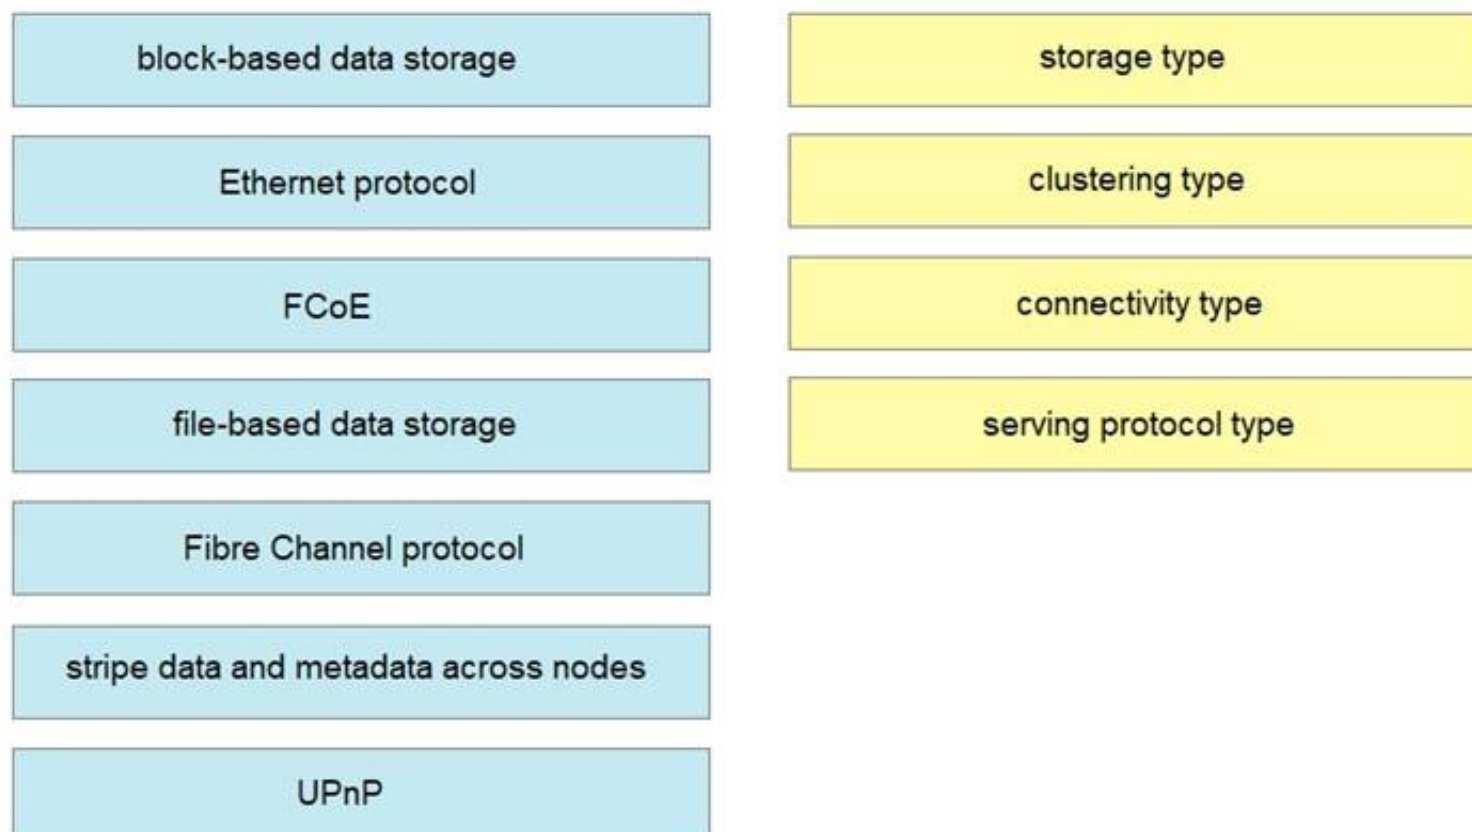 block-based data storage
Ethernet protocol
FCoE
file-based data storage
Fibre Channel protocol
stripe data and metadata across nodes
UPnP
storage type
clustering type
connectivity type
serving protocol type